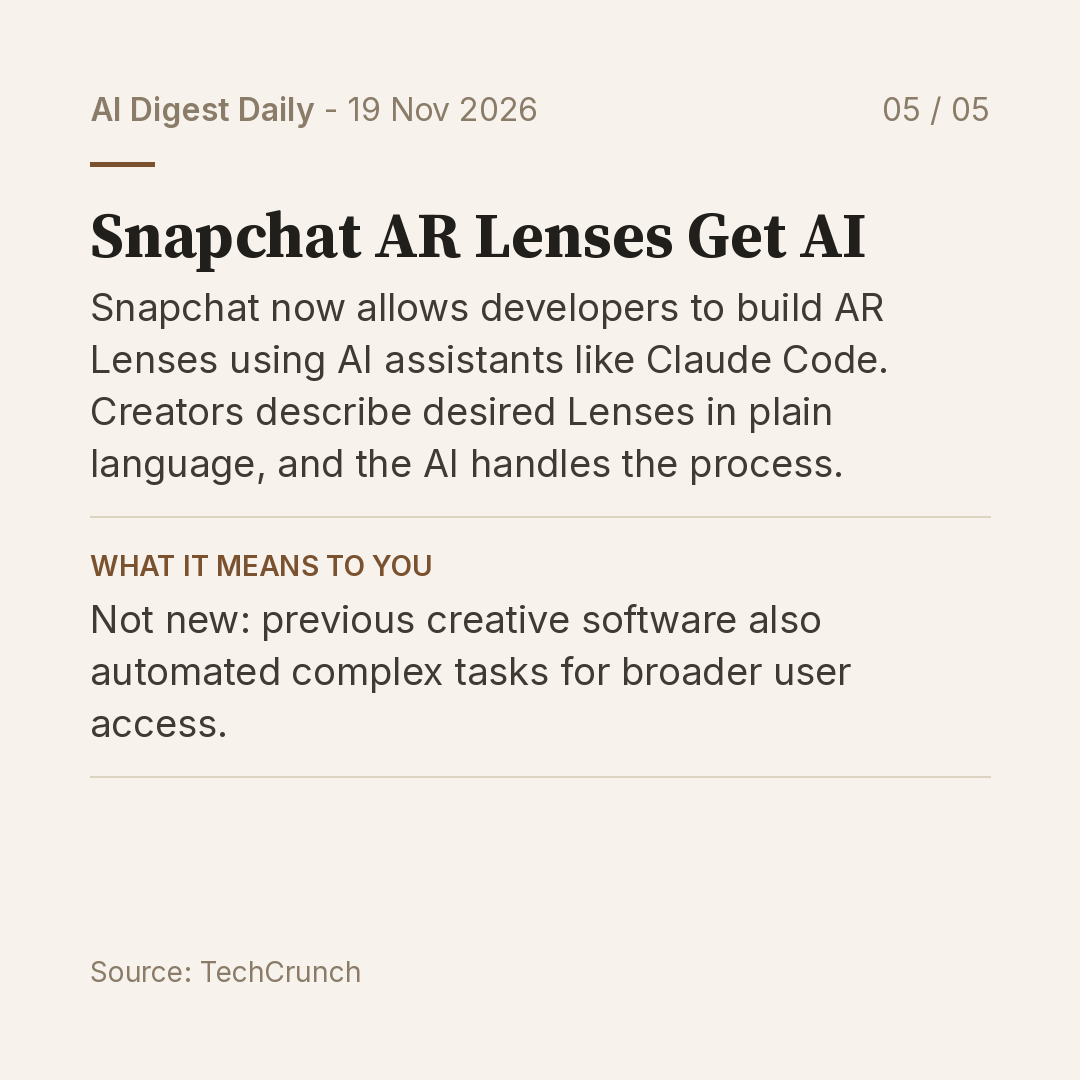 AI Digest Daily - 19 Nov 2026
05 / 05
Snapchat AR Lenses Get AI
Snapchat now allows developers to build AR
Lenses using AI assistants like Claude Code.
Creators describe desired Lenses in plain
language, and the AI handles the process.
WHAT IT MEANS TO YOU
Not new: previous creative software also
automated complex tasks for broader user
access.
Source: TechCrunch